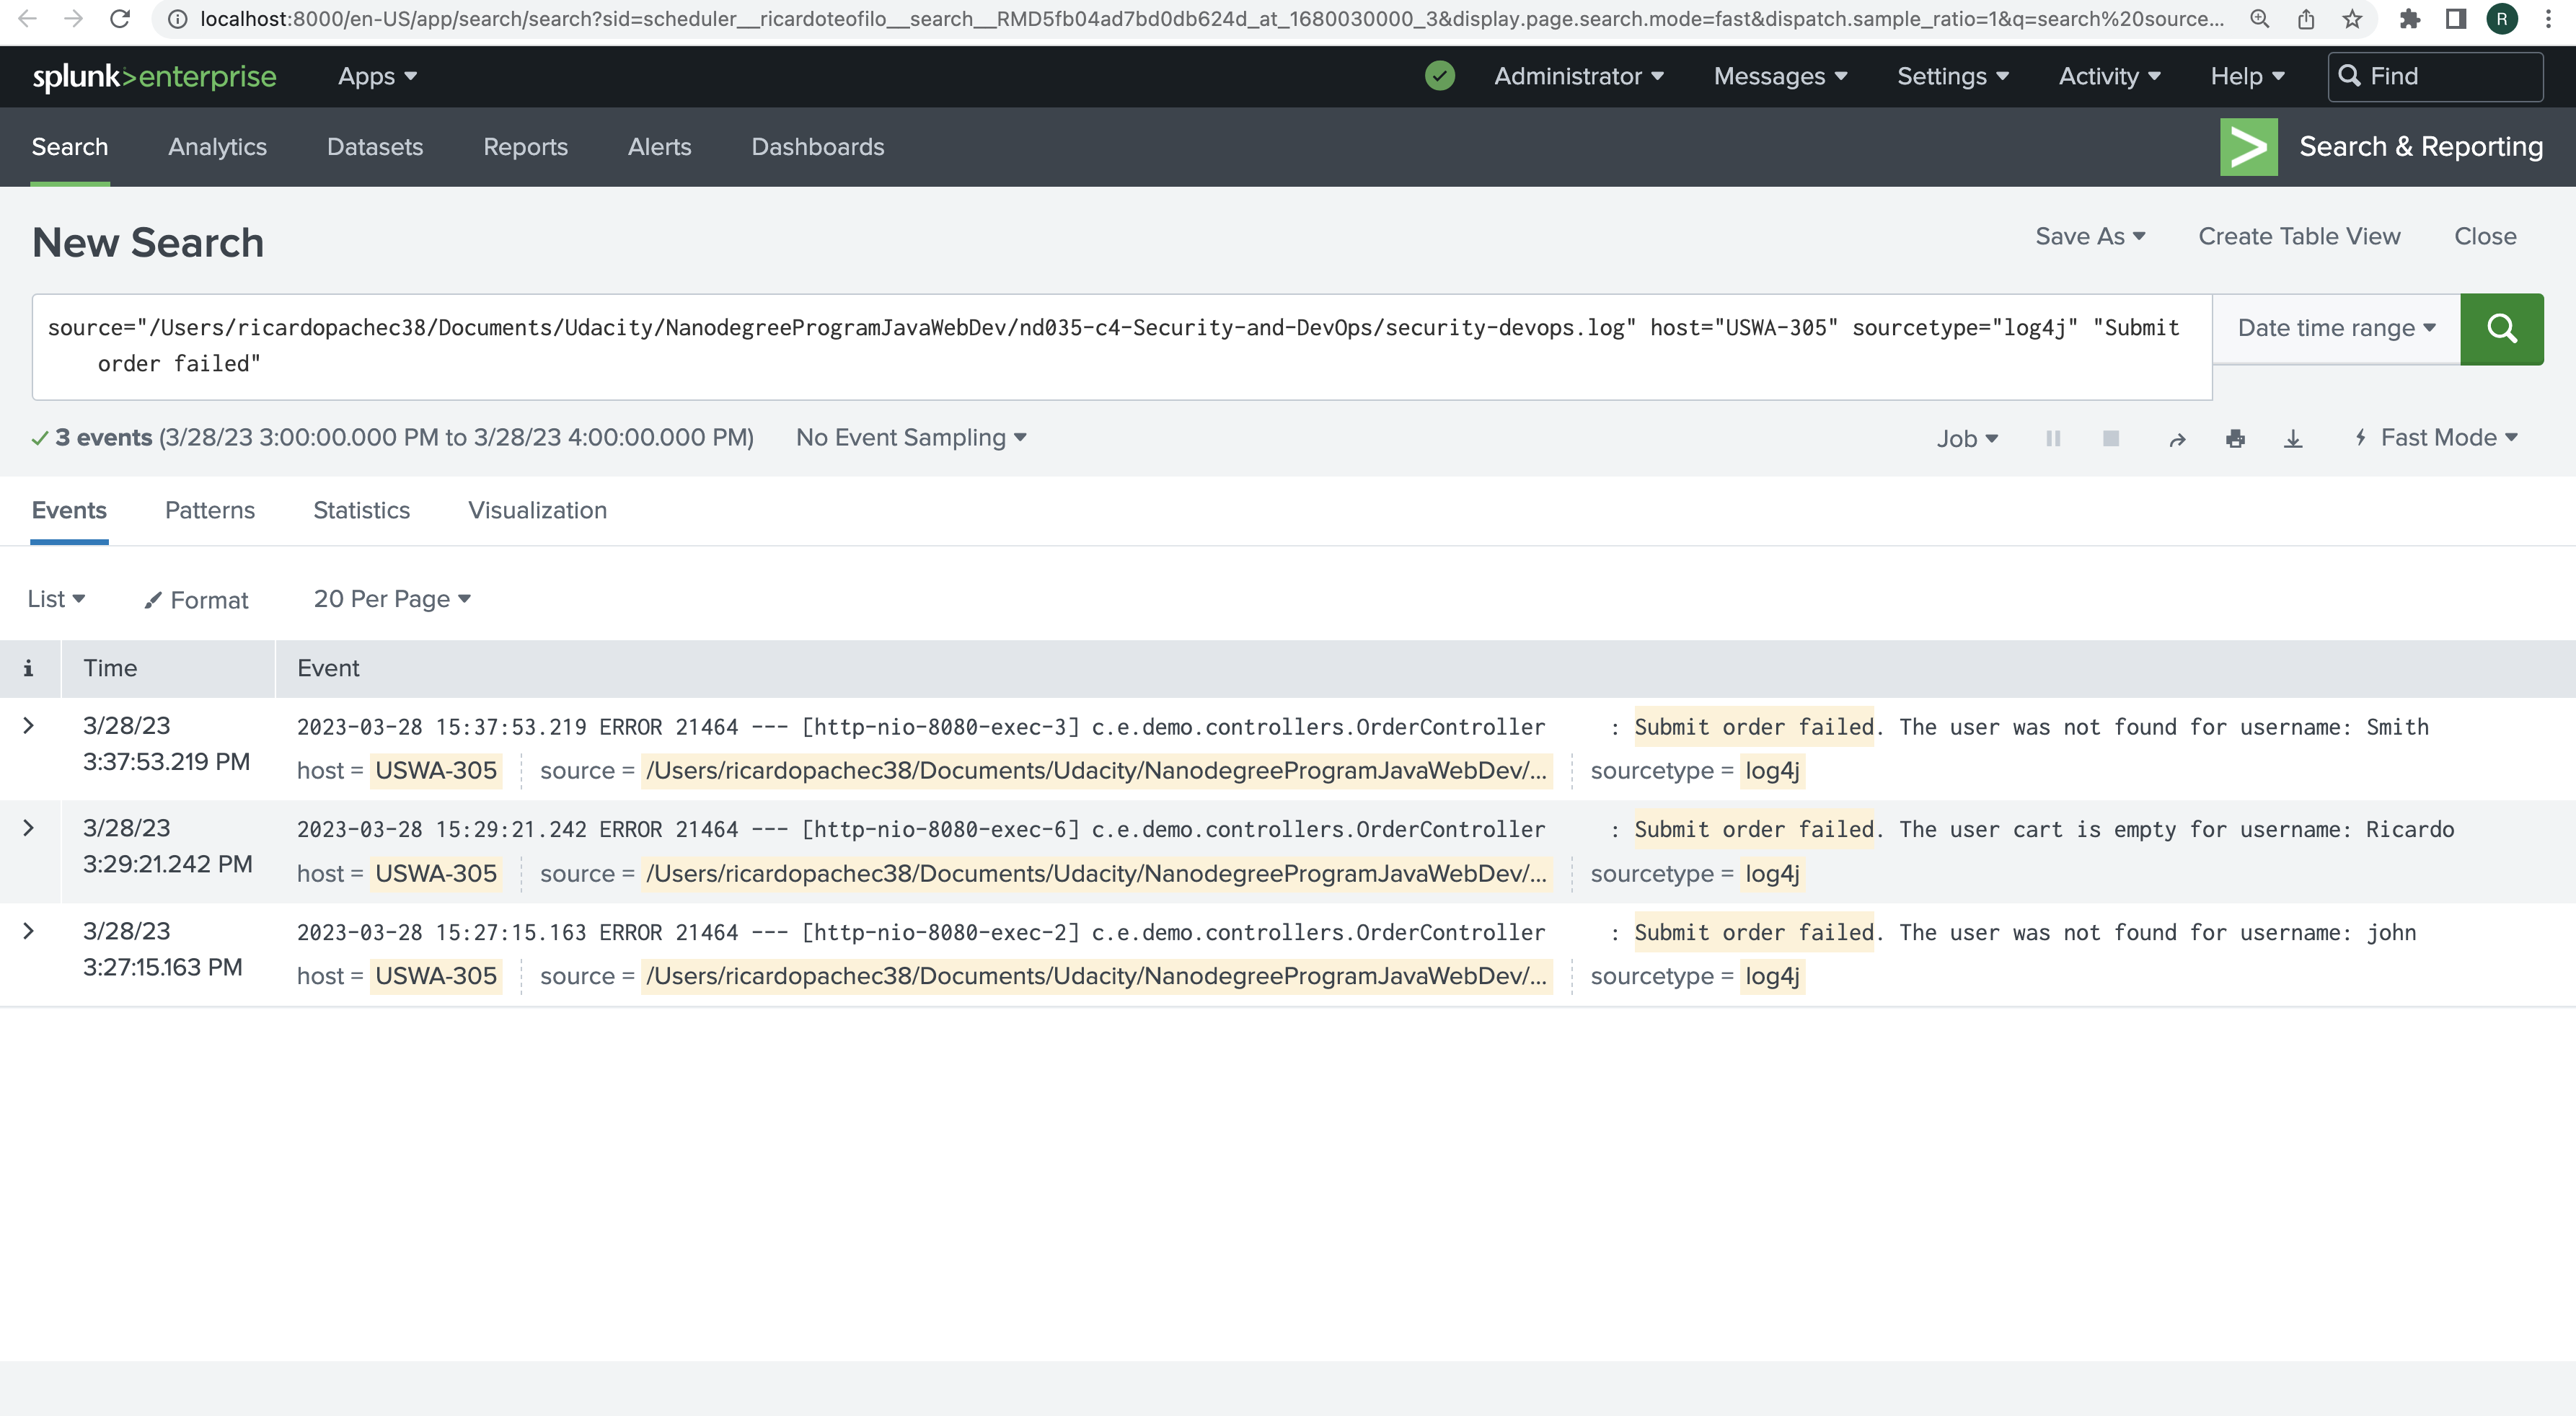 localhost:8000/en-US/app/search/search?sid=scheduler__ricardoteofilo__search__RMD5fb04ad7bd0db624d_at_1680030000_3&display.page.search.mode=fast&dispatch.sample_ratio=1&q=search%20source... R
splunk>enterprise Apps Administrator Messages Settings Activity Help Find
Search Analytics Datasets Reports Alerts Dashboards Search & Reporting
New Search Save As Create Table View Close
source="/Users/ricardopachec38/Documents/Udacity/NanodegreeProgramJavaWebDev/nd035-c4-Security-and-DevOps/security-devops.log" host="USWA-305" sourcetype="log4j" "Submit Date time range
order failed"
3 events (3/28/23 3:00:00.000 PM to 3/28/23 4:00:00.000 PM) No Event Sampling Job Fast Mode
Events Patterns Statistics Visualization
List Format 20 Per Page
i Time Event
3/28/23 2023-03-28 15:37:53.219 ERROR 21464 --- [http-nio-8080-exec-3] c.e.demo.controllers.OrderController : Submit order failed. The user was not found for username: Smith
3:37:53.219 PM host = USWA-305 source = /Users/ricardopachec38/Documents/Udacity/NanodegreeProgramJavaWebDev/... sourcetype = log4j
3/28/23 2023-03-28 15:29:21.242 ERROR 21464 --- [http-nio-8080-exec-6] c.e.demo.controllers.OrderController : Submit order failed. The user cart is empty for username: Ricardo
3:29:21.242 PM host = USWA-305 source = /Users/ricardopachec38/Documents/Udacity/NanodegreeProgramJavaWebDev/... sourcetype = log4j
3/28/23 2023-03-28 15:27:15.163 ERROR 21464 --- [http-nio-8080-exec-2] c.e.demo.controllers.OrderController : Submit order failed. The user was not found for username: john
3:27:15.163 PM host = USWA-305 source = /Users/ricardopachec38/Documents/Udacity/NanodegreeProgramJavaWebDev/... sourcetype = log4j